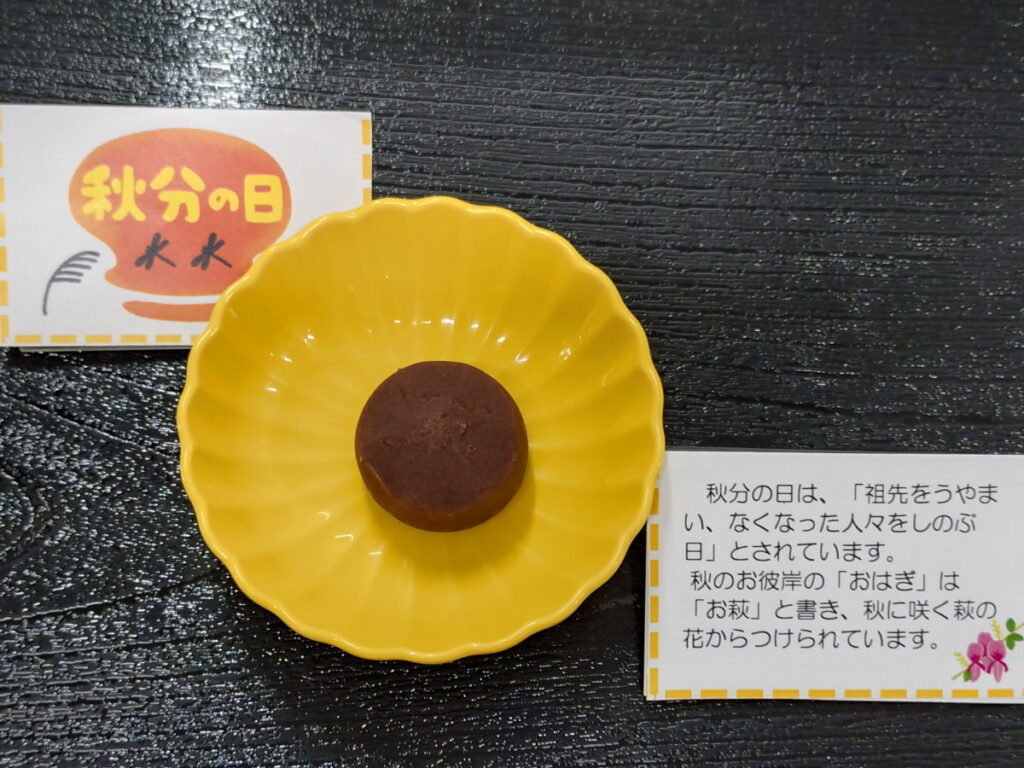 秋分の日
秋分の日は、「祖先をうやま
い、なくなった人々をしのぶ
日」とされています。
秋のお彼岸の「おはぎ」は
「お萩」と書き、秋に咲く萩の
花からつけられています。